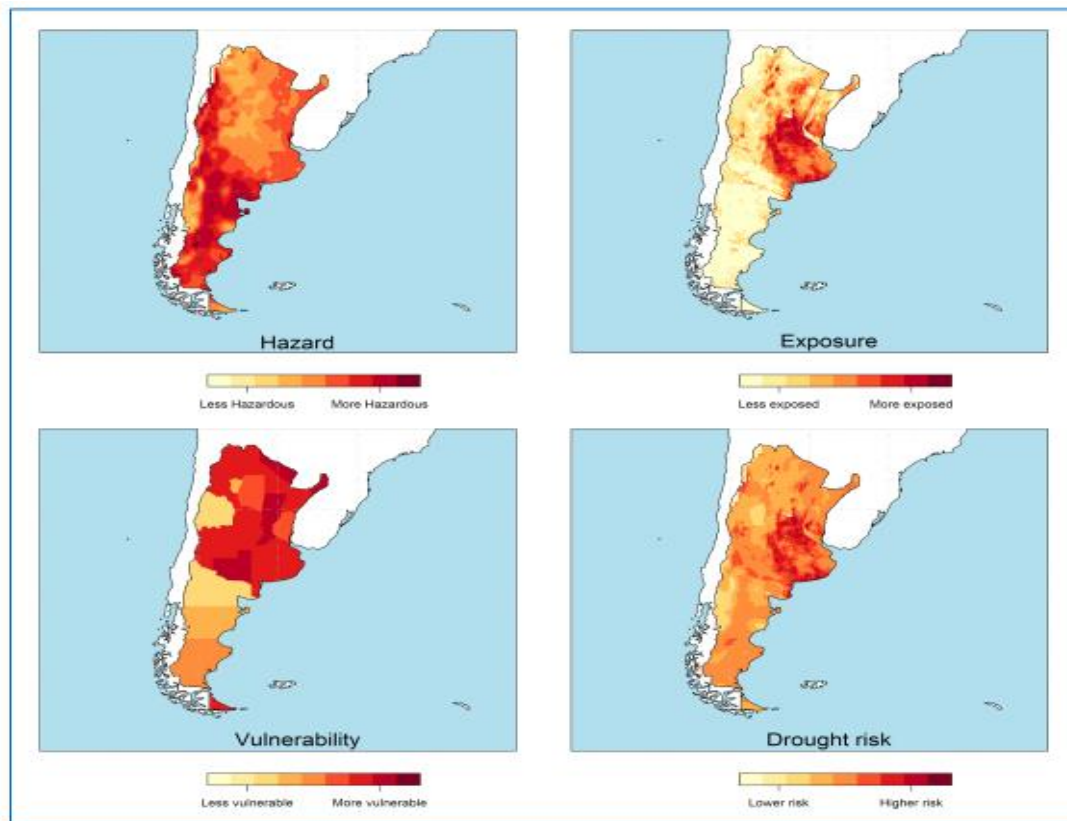 Hazard
Exposure
Less Hazardous More Hazardous
Less exposed More exposed
Vulnerability
Drought risk
Less vulnerable More vulnerable
Lower risk Higher risk